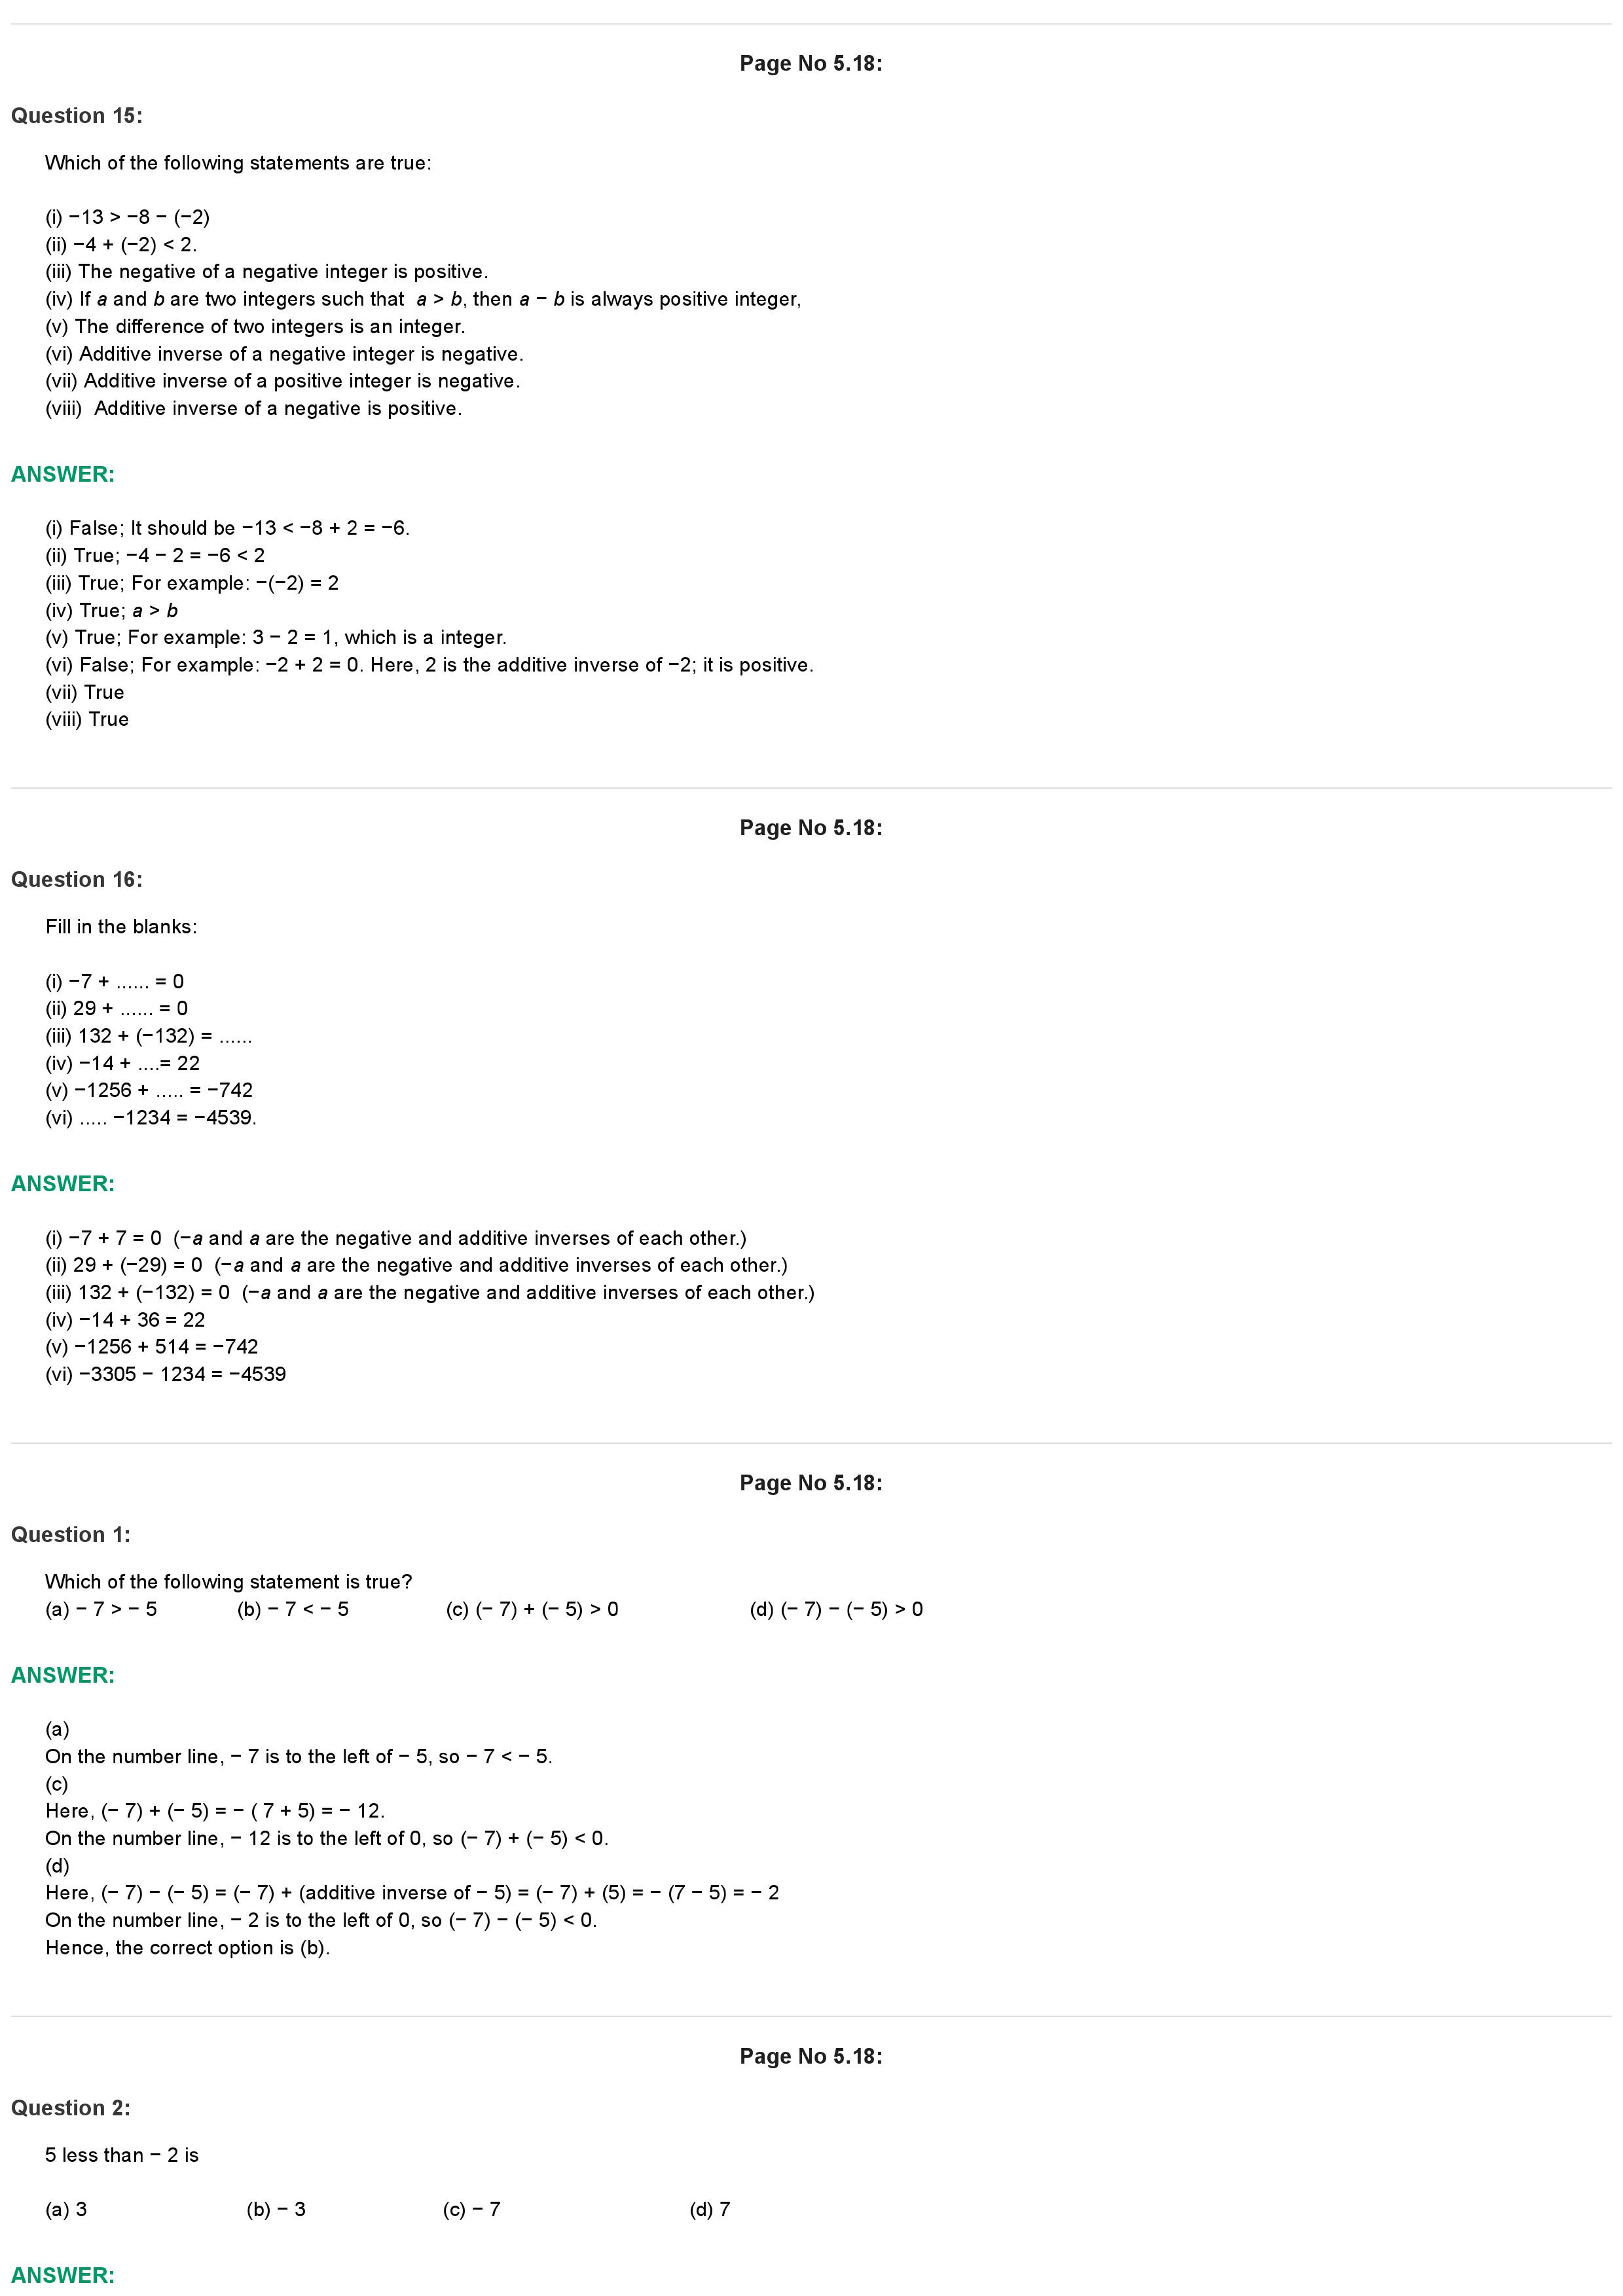 Page No 5.18:
Question 15:
Which of the following statements are true:
(i) −13 > −8 − (−2)
(ii) −4 + (−2) < 2.
(iii) The negative of a negative integer is positive.
(iv) If a and b are two integers such that  a > b, then a − b is always positive integer,
(v) The difference of two integers is an integer.
(vi) Additive inverse of a negative integer is negative.
(vii) Additive inverse of a positive integer is negative.
(viii)  Additive inverse of a negative is positive.
ANSWER:
(i) False; It should be −13 < −8 + 2 = −6.
(ii) True; −4 − 2 = −6 < 2
(iii) True; For example: −(−2) = 2
(iv) True; a > b
(v) True; For example: 3 − 2 = 1, which is a integer.
(vi) False; For example: −2 + 2 = 0. Here, 2 is the additive inverse of −2; it is positive.
(vii) True
(viii) True
Page No 5.18:
Question 16:
Fill in the blanks:
(i) −7 + ...... = 0
(ii) 29 + ...... = 0
(iii) 132 + (−132) = ......
(iv) −14 + ....= 22
(v) −1256 + ..... = −742
(vi) ..... −1234 = −4539.
ANSWER:
(i) −7 + 7 = 0  (−a and a are the negative and additive inverses of each other.)
(ii) 29 + (−29) = 0  (−a and a are the negative and additive inverses of each other.)
(iii) 132 + (−132) = 0  (−a and a are the negative and additive inverses of each other.)
(iv) −14 + 36 = 22
(v) −1256 + 514 = −742
(vi) −3305 − 1234 = −4539
Page No 5.18:
Question 1:
Which of the following statement is true?
(a) − 7 > − 5 (b) − 7 < − 5 (c) (− 7) + (− 5) > 0 (d) (− 7) − (− 5) > 0
ANSWER:
(a)
On the number line, − 7 is to the left of − 5, so − 7 < − 5.
(c)
Here, (− 7) + (− 5) = − ( 7 + 5) = − 12.
On the number line, − 12 is to the left of 0, so (− 7) + (− 5) < 0.
(d)
Here, (− 7) − (− 5) = (− 7) + (additive inverse of − 5) = (− 7) + (5) = − (7 − 5) = − 2
On the number line, − 2 is to the left of 0, so (− 7) − (− 5) < 0.
Hence, the correct option is (b).
Page No 5.18:
Question 2:
5 less than − 2 is
(a) 3 (b) − 3 (c) − 7 (d) 7
ANSWER: